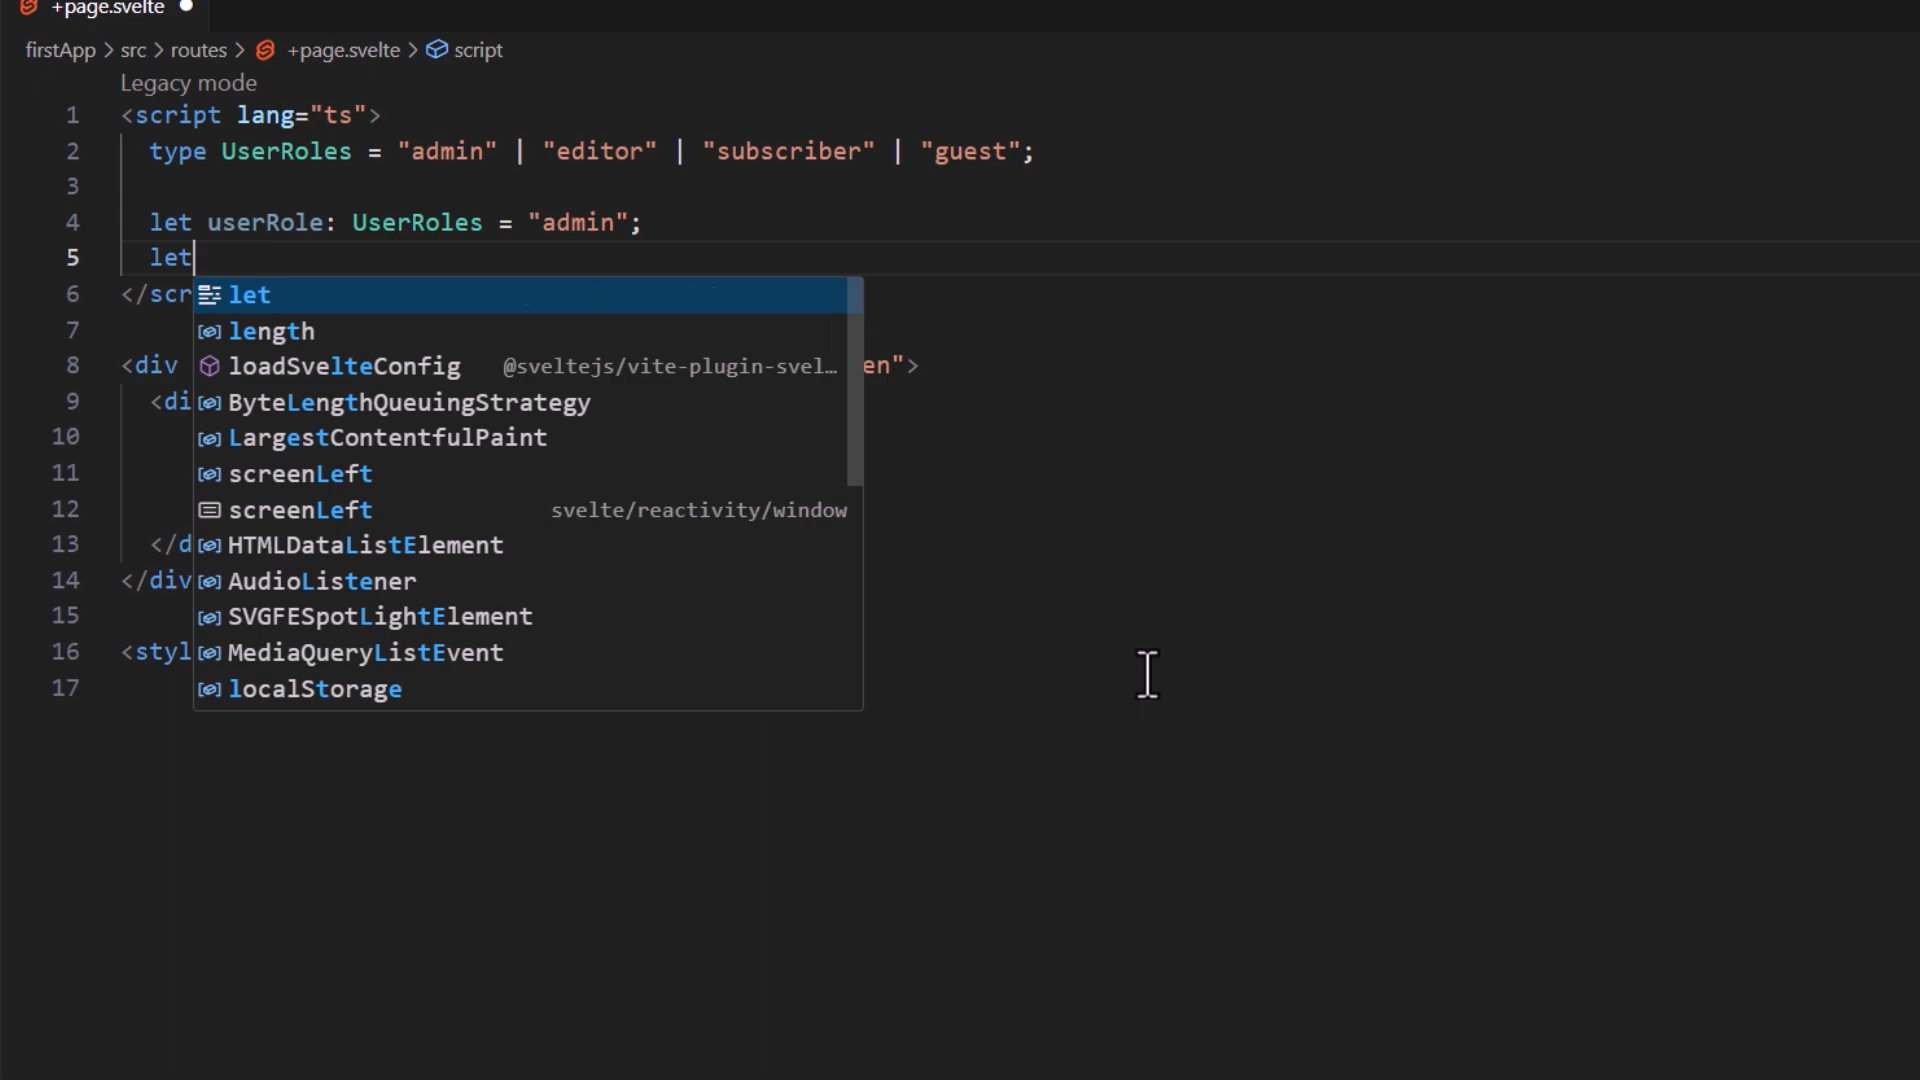 +page.svelte
firstApp > src > routes > +page.svelte > script
Legacy mode
1 <script lang="ts">
2 type UserRoles = "admin" | "editor" | "subscriber" | "guest";
3
4 let userRole: UserRoles = "admin";
5 let
6 </scr let
7 length
8 <div loadSvelteConfig @sveltejs/vite-plugin-svel… en">
9 <di ByteLengthQueuingStrategy
10 LargestContentfulPaint
11 screenLeft
12 screenLeft svelte/reactivity/window
13 </d HTMLDataListElement
14 </div AudioListener
15 SVGFESpotLightElement
16 <styl MediaQueryListEvent
17 localStorage